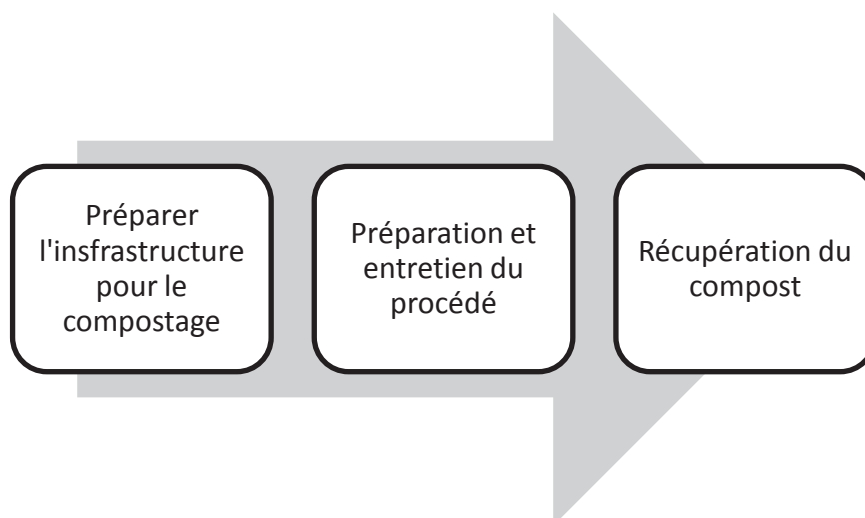 Préparer
l'insfrastructure
pour le
compostage
Préparation et
entretien du
procédé
Récupération du
compost